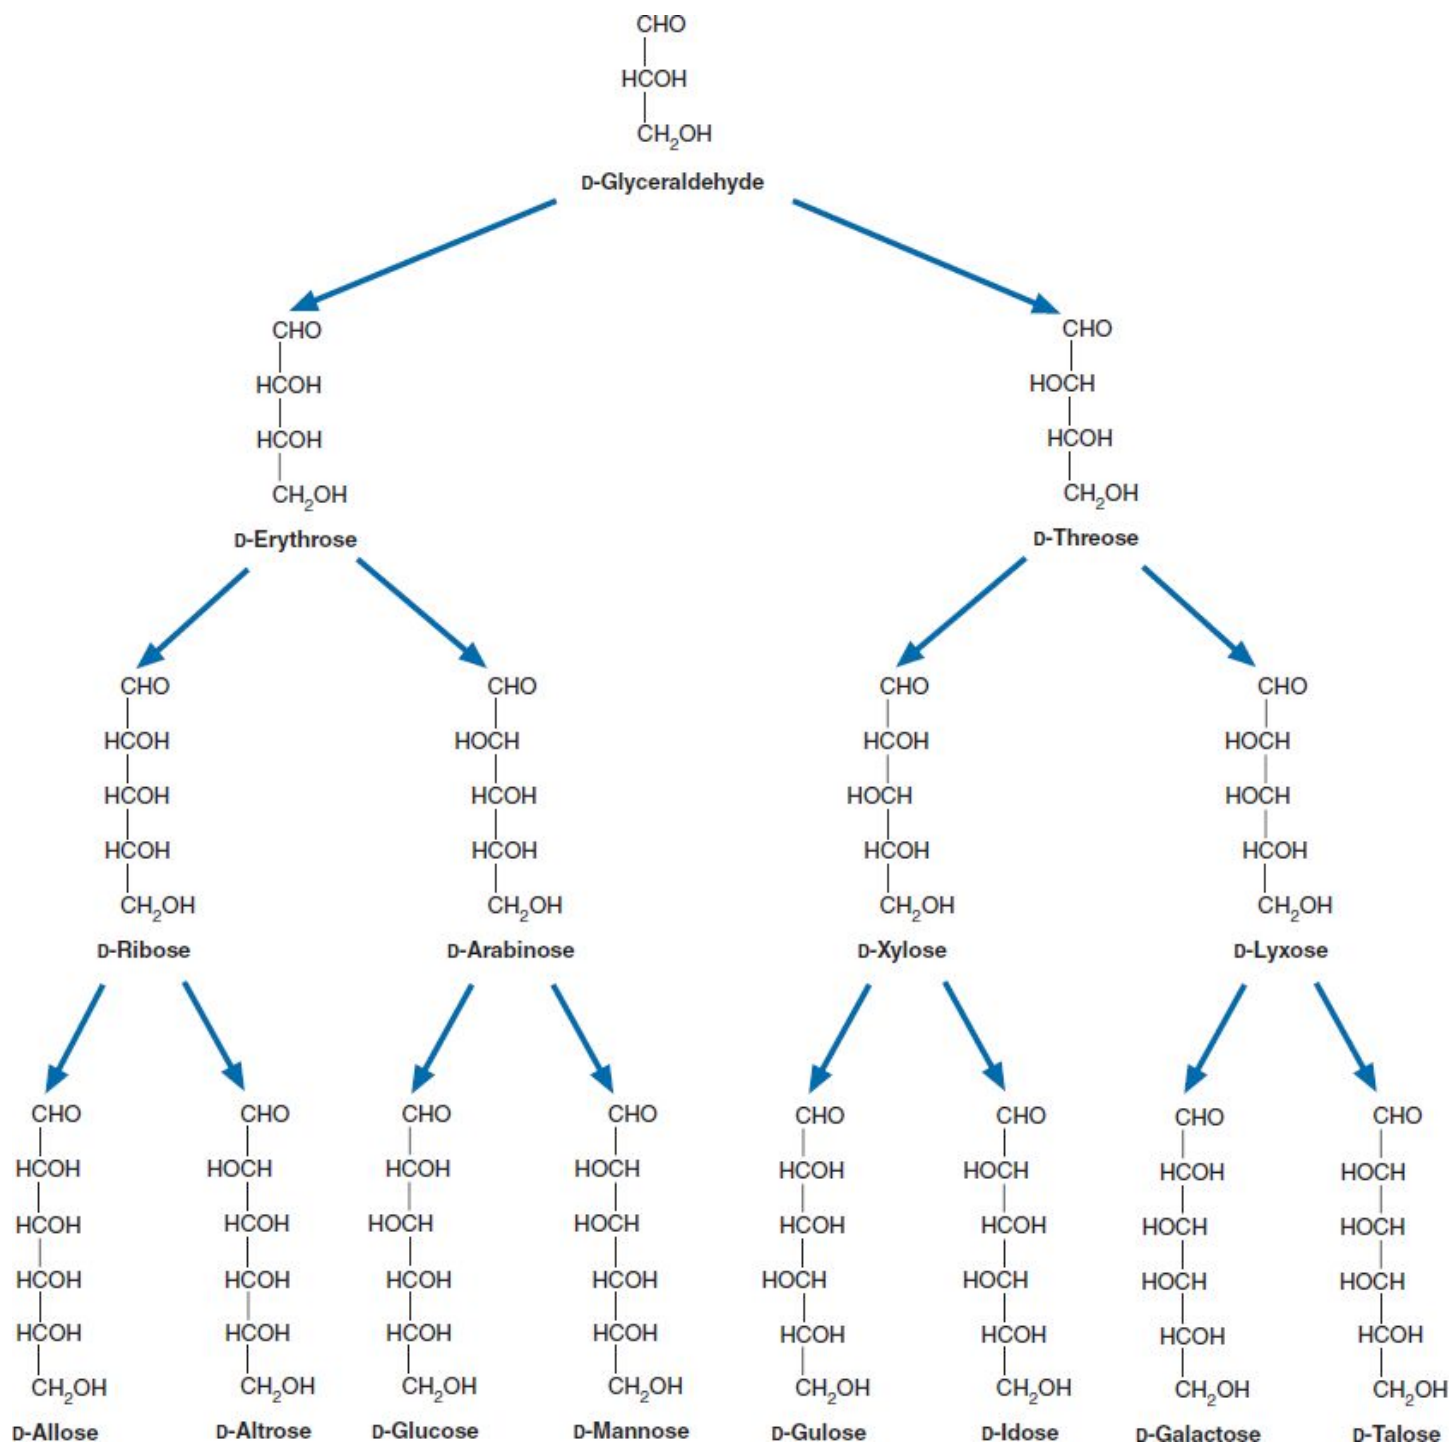 CHO
HCOH
CH2OH
D-Glyceraldehyde
CHO
HCOH
HCOH
CH2OH
D-Erythrose
CHO
HOCH
HCOH
CH2OH
D-Threose
CHO
HCOH
HCOH
HCOH
CH2OH
D-Ribose
CHO
HOCH
HCOH
HCOH
CH2OH
D-Arabinose
CHO
HCOH
HOCH
HCOH
CH2OH
D-Xylose
CHO
HOCH
HOCH
HCOH
CH2OH
D-Lyxose
CHO
HCOH
HCOH
HCOH
HCOH
CH2OH
D-Allose
CHO
HOCH
HCOH
HCOH
HCOH
CH2OH
D-Altrose
CHO
HCOH
HOCH
HCOH
HCOH
CH2OH
D-Glucose
CHO
HOCH
HOCH
HCOH
HCOH
CH2OH
D-Mannose
CHO
HCOH
HCOH
HOCH
HCOH
CH2OH
D-Gulose
CHO
HOCH
HCOH
HOCH
HCOH
CH2OH
D-Idose
CHO
HCOH
HOCH
HOCH
HCOH
CH2OH
D-Galactose
CHO
HOCH
HOCH
HOCH
HCOH
CH2OH
D-Talose